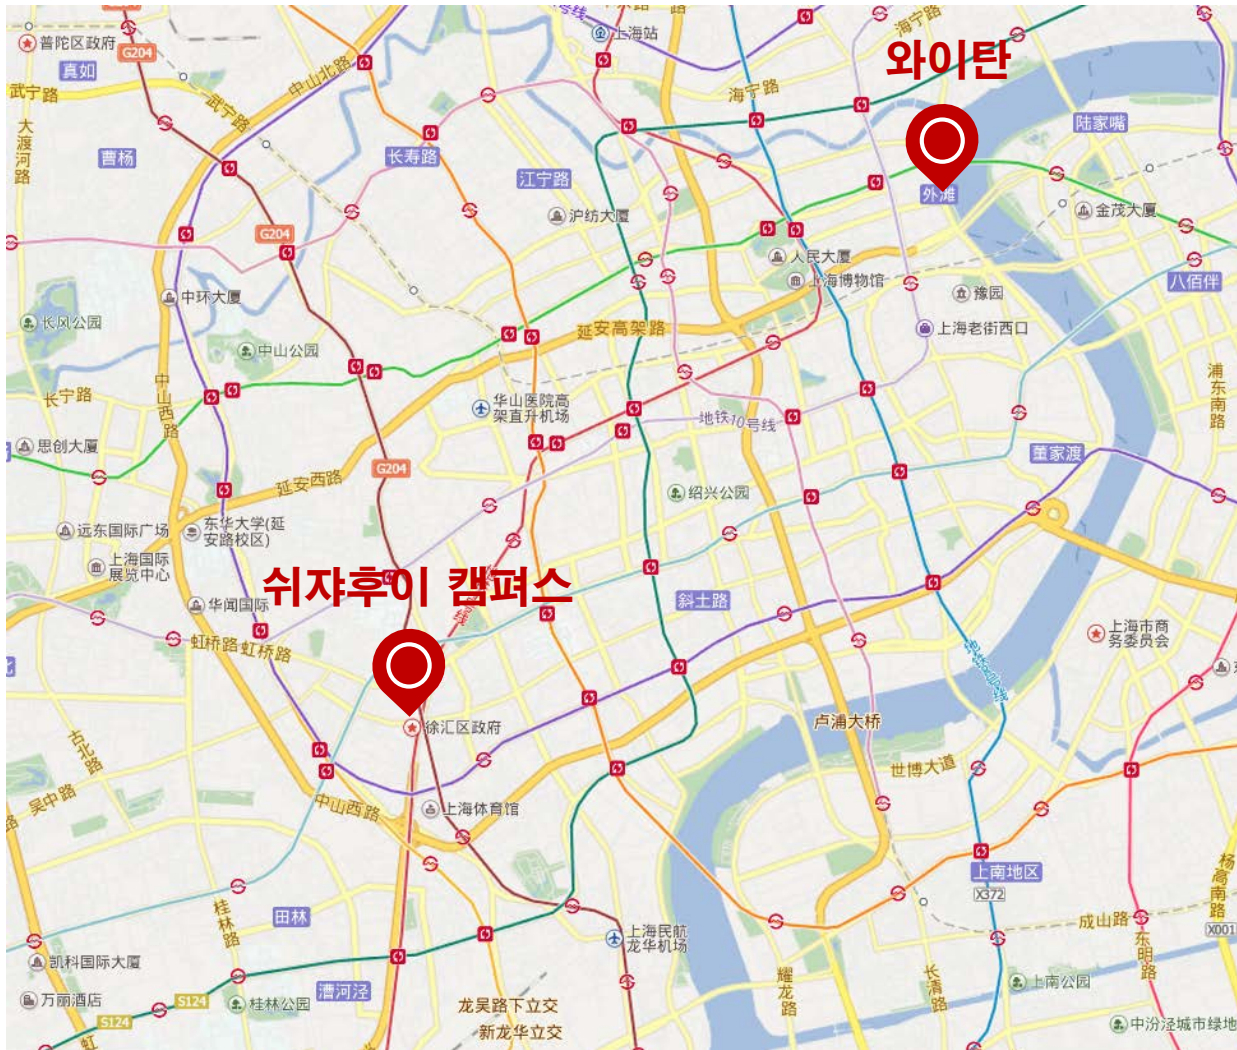 上海站
海宁路
와이탄
普陀区政府
G204
真如
中山北路
武宁路
海宁路
武宁路
大渡河路
曹杨
长寿路
江宁路
陆家嘴
外滩
沪纺大厦
金茂大厦
G204
人民大厦
上海博物馆
八佰伴
中环大厦
豫园
长风公园
延安高架路
上海老街西口
中山公园
中山西路
长宁路
华山医院高
架直升机场
地铁10号线
浦东南路
思创大厦
G204
董家渡
延安西路
绍兴公园
远东国际广场
东华大学(延
安路校区)
上海国际
展览中心
쉬쟈후이 캠퍼스
华闻国际
斜土路
上海市商
务委员会
虹桥路
虹桥路
地铁8号线
徐汇区政府
卢浦大桥
古北路
世博大道
吴中路
中山西路
上海体育馆
上南地区
X372
杨高南路
田林
桂林路
成山路
X001
上海民航
龙华机场
东明路
凯科国际大厦
耀龙路
长清路
上南公园
万丽酒店
S124
桂林公园
漕河泾
龙吴路下立交
S124
新龙华立交
中汾泾城市绿地
虹